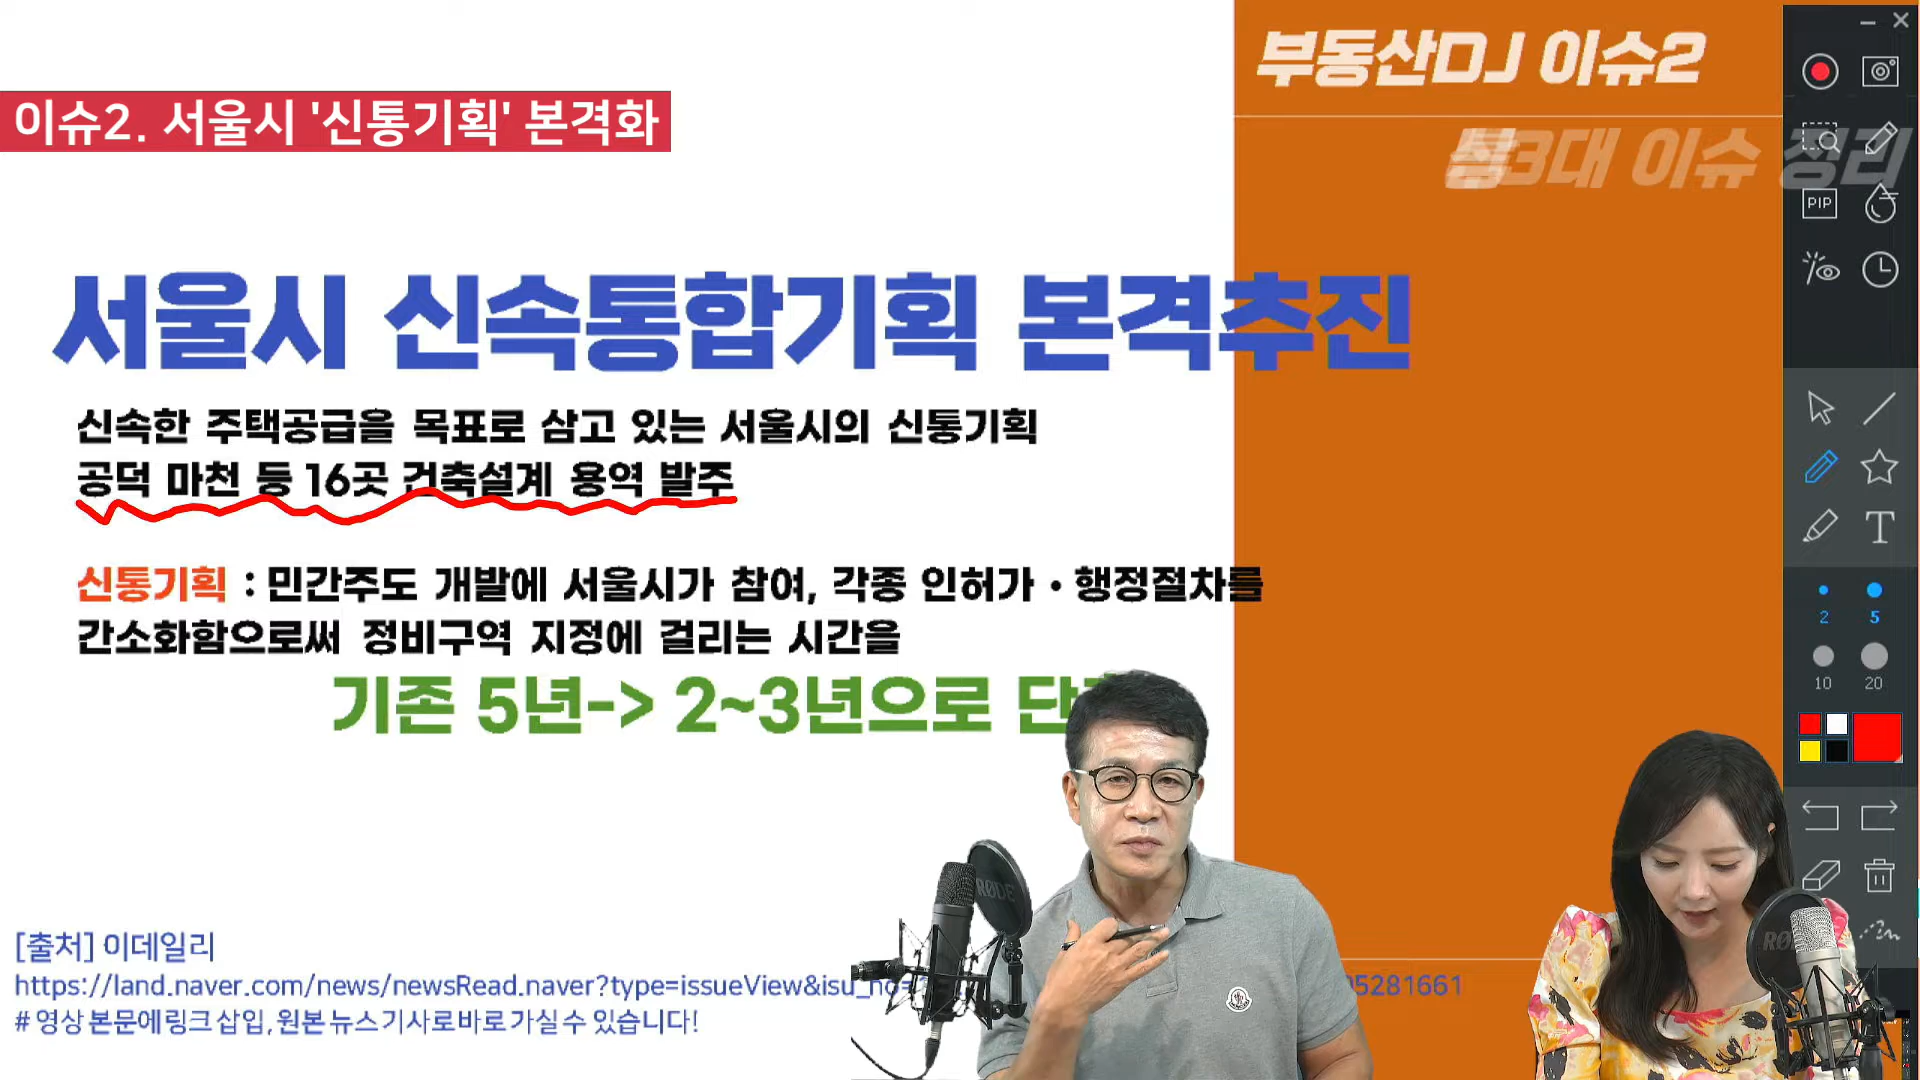 부동산DJ 이슈2
이슈2. 서울시 '신통기획' 본격화
3대 이슈 정리
서울시 신속통합기획 본격추진
신속한 주택공급을 목표로 삼고 있는 서울시의 신통기획
공덕 마천 등 16곳 건축설계 용역 발주
신통기획 : 민간주도 개발에 서울시가 참여, 각종 인허가·행정절차를
간소화함으로써 정비구역 지정에 걸리는 시간을
기존 5년-> 2~3년으로
[출처] 이데일리
https://land.naver.com/news/newsRead.naver?type=issueView&isu_no= 05281661
# 영상 본문에 링크 삽입, 원본 뉴스기사로 바로 가실 수 있습니다!
PIP
T
2 5
10 20
RØDE